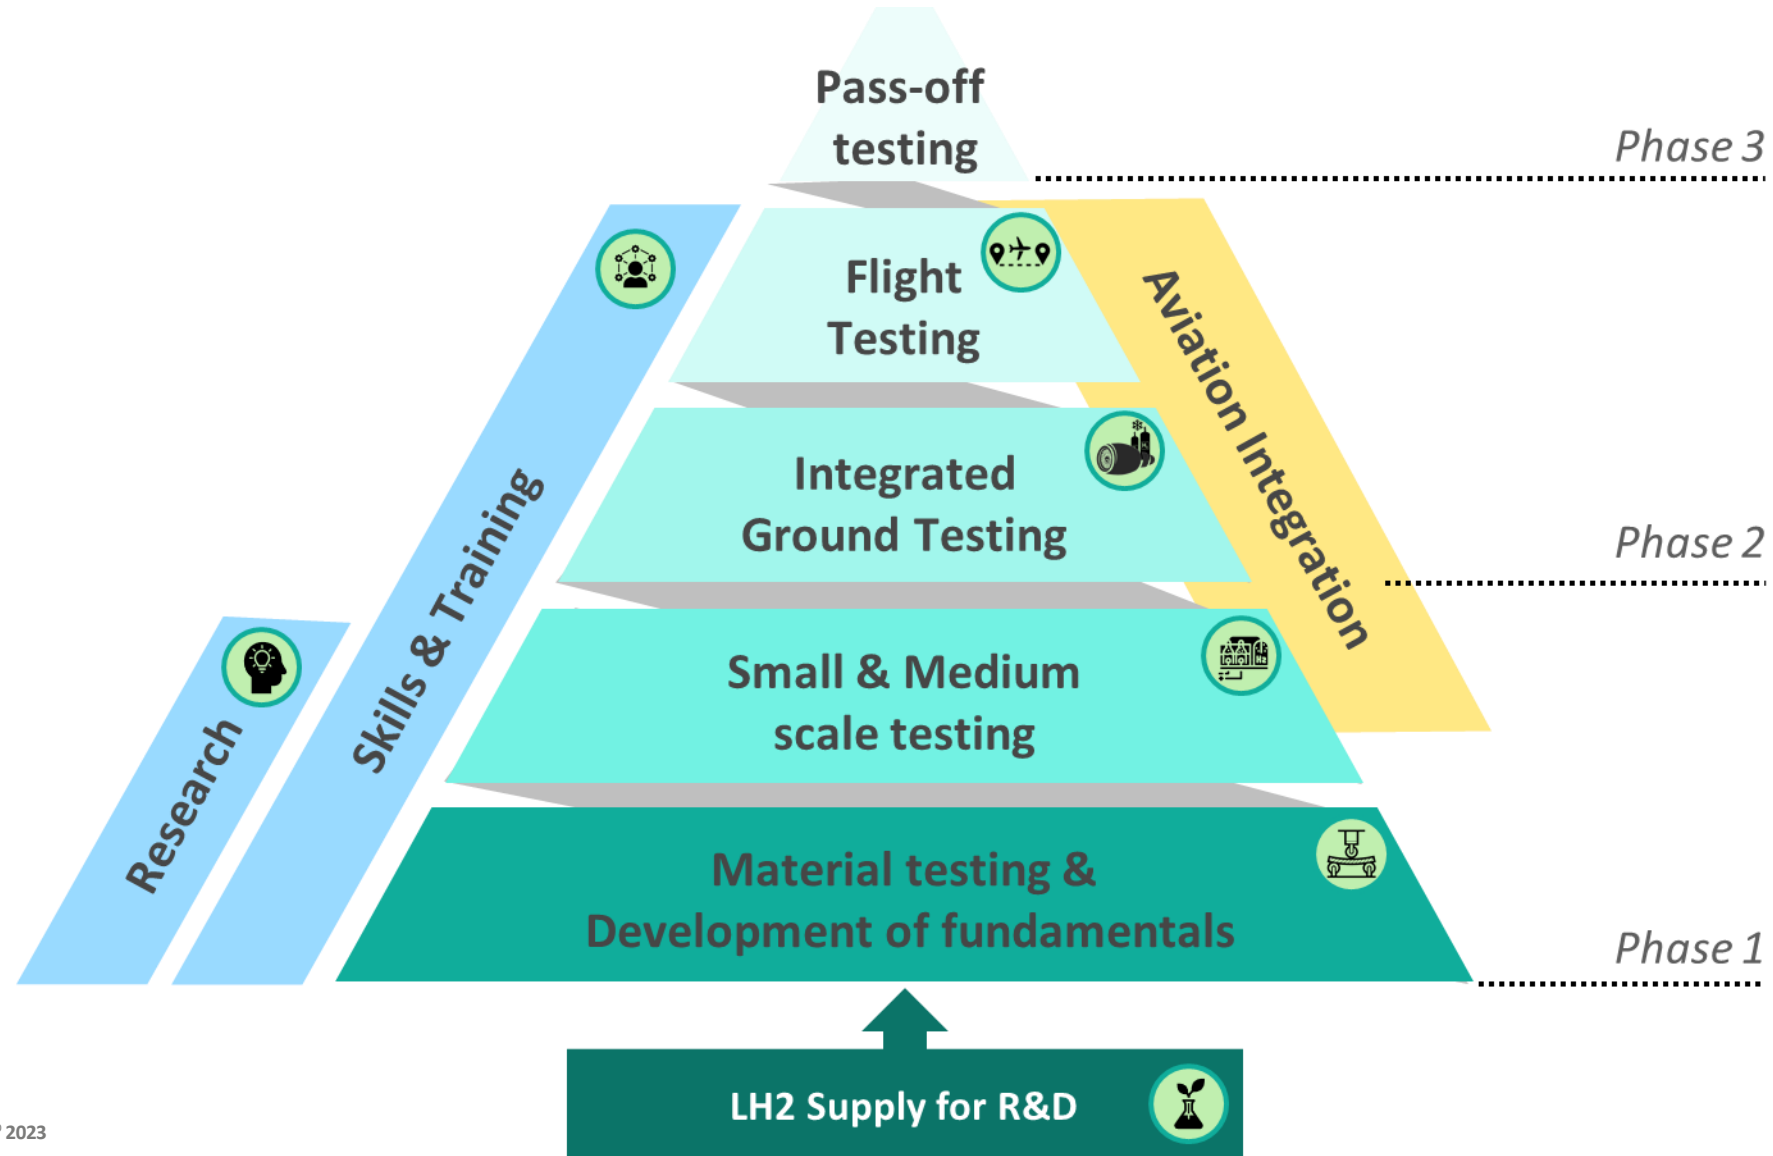 Pass-off
testing
Phase 3
Flight
Testing
Aviation Integration
Integrated
Ground Testing
Phase 2
Skills & Training
Small & Medium
scale testing
H2
Research
Material testing &
Development of fundamentals
Phase 1
LH2 Supply for R&D
2023